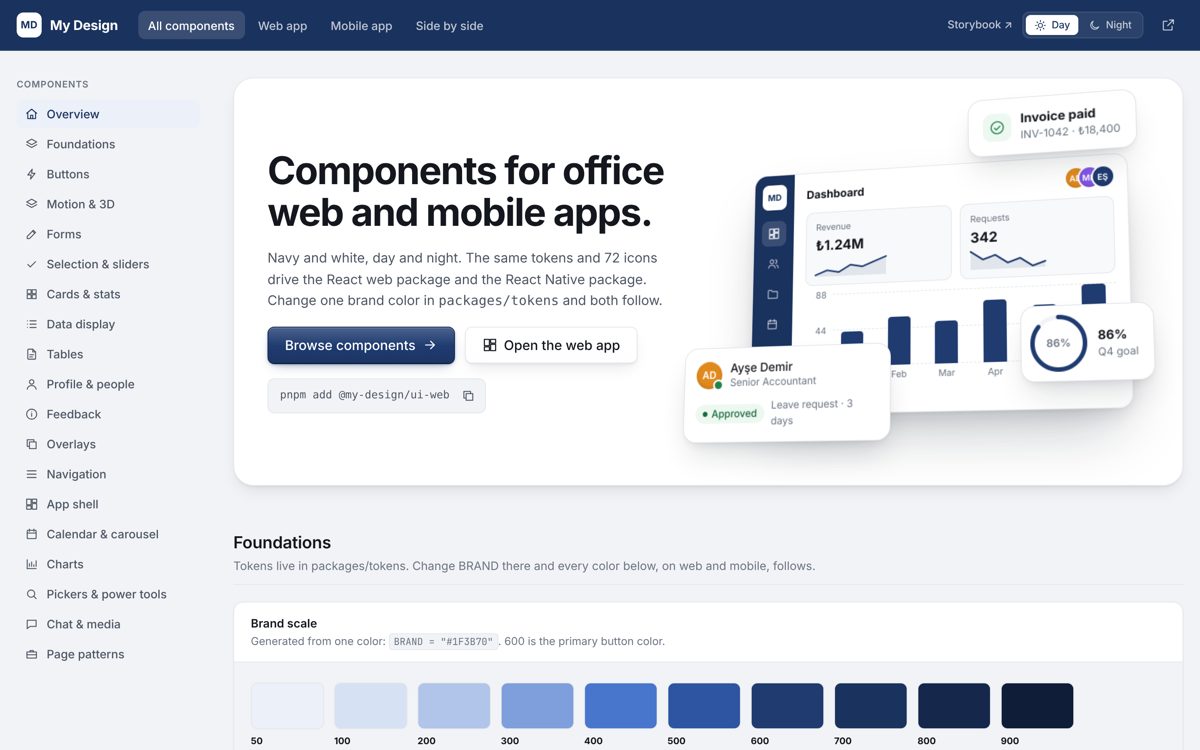 MD My Design All components Web app Mobile app Side by side Storybook ↗ Day Night
COMPONENTS
Overview
Foundations
Buttons
Motion & 3D
Forms
Selection & sliders
Cards & stats
Data display
Tables
Profile & people
Feedback
Overlays
Navigation
App shell
Calendar & carousel
Charts
Pickers & power tools
Chat & media
Page patterns
Components for office
web and mobile apps.
Navy and white, day and night. The same tokens and 72 icons
drive the React web package and the React Native package.
Change one brand color in packages/tokens and both follow.
Browse components →
Open the web app
pnpm add @my-design/ui-web
Invoice paid
INV-1042 · ₺18,400
MD
Dashboard
EŞ
Revenue
₺1.24M
Requests
342
88
44
Feb Mar Apr
86%
86%
Q4 goal
AD
Ayşe Demir
Senior Accountant
Approved
Leave request · 3
days
Foundations
Tokens live in packages/tokens. Change BRAND there and every color below, on web and mobile, follows.
Brand scale
Generated from one color: BRAND = "#1F3B70". 600 is the primary button color.
50 100 200 300 400 500 600 700 800 900